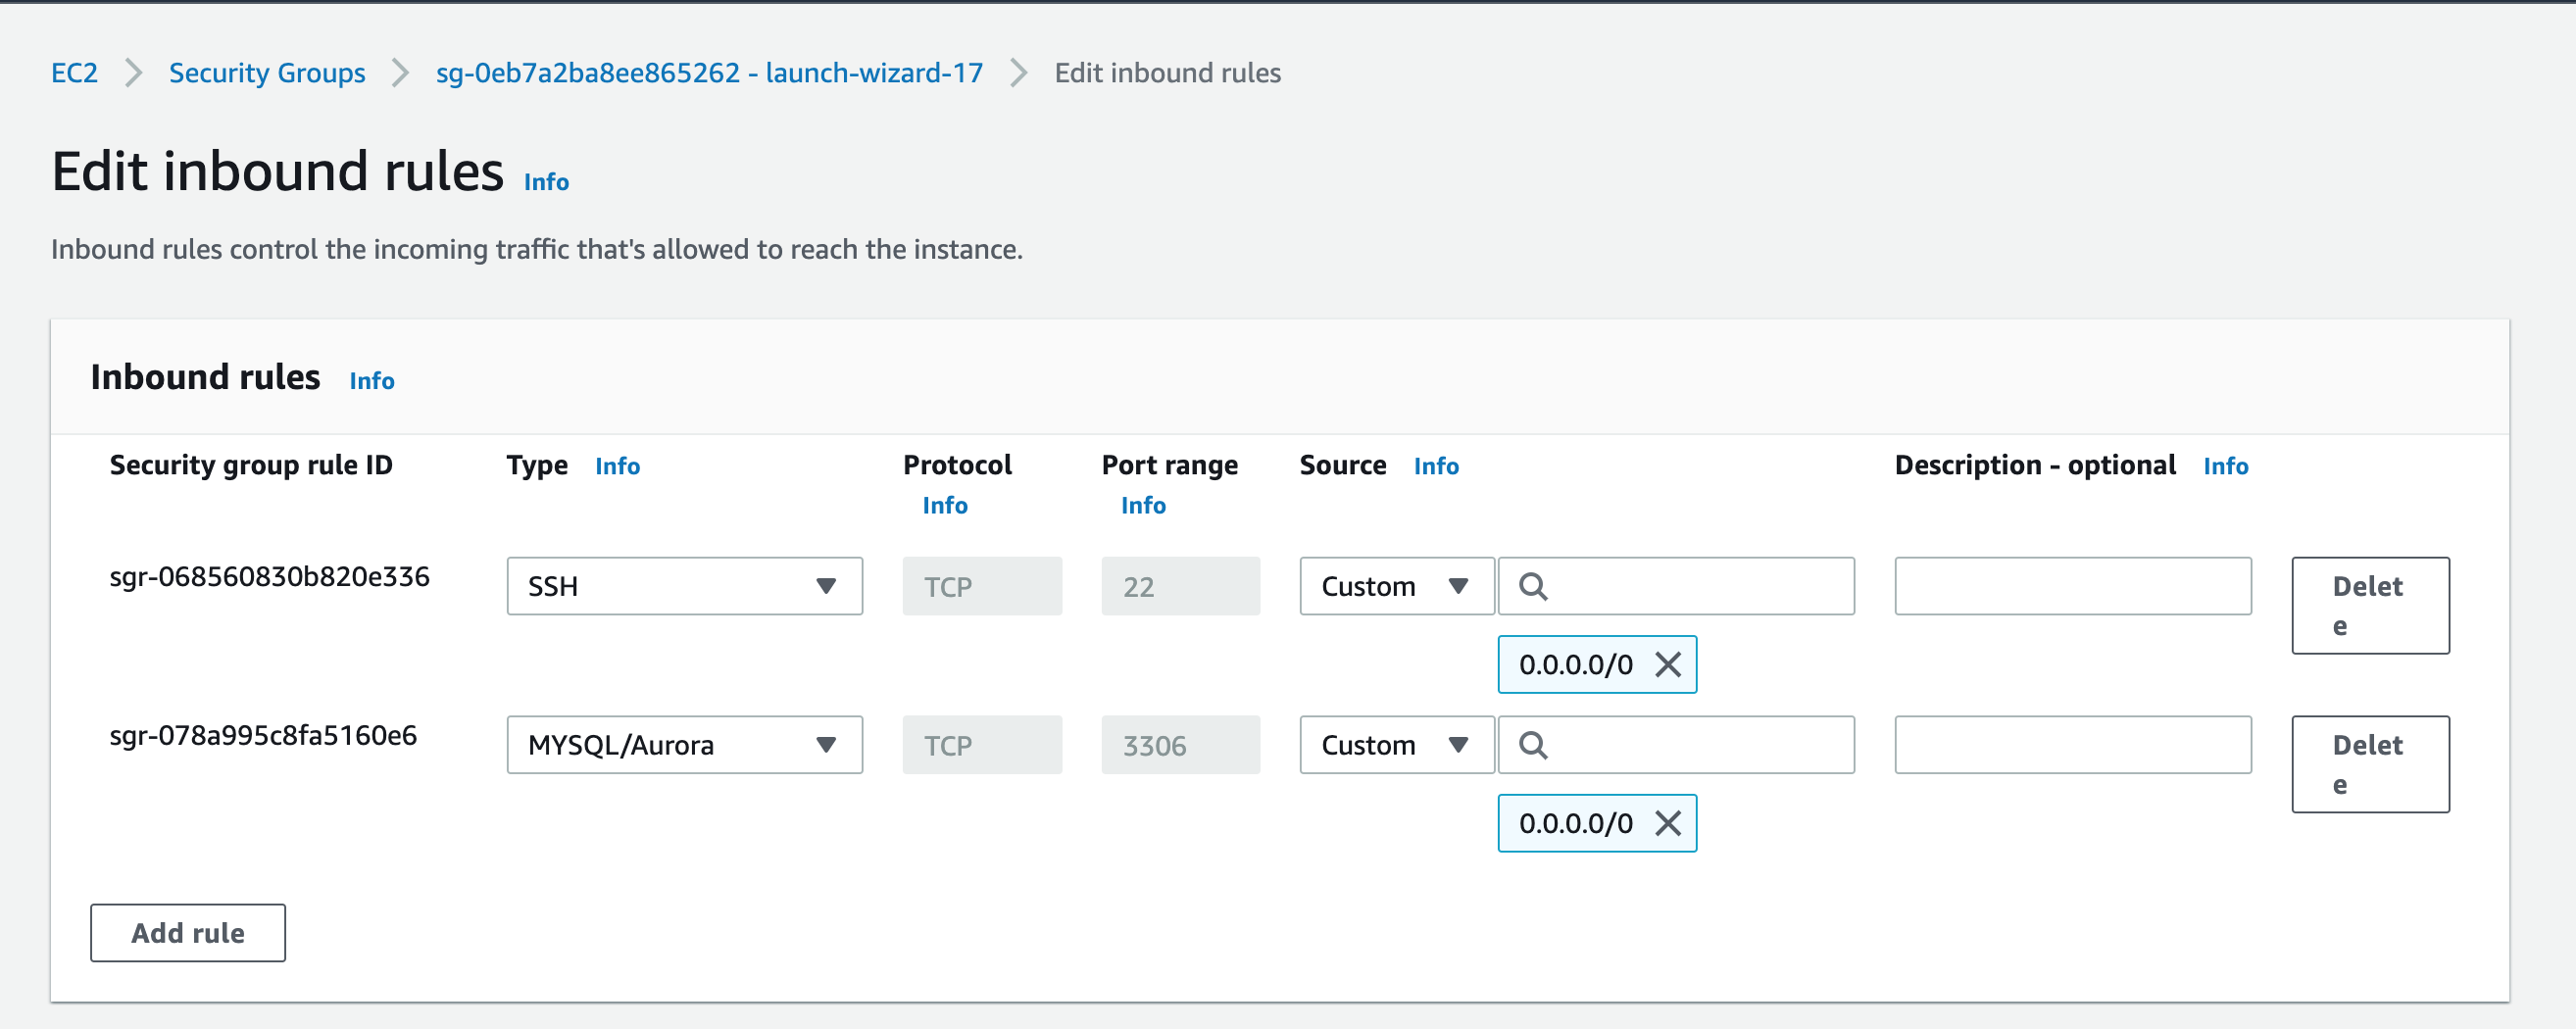 EC2 > Security Groups > sg-0eb7a2ba8ee865262 - launch-wizard-17 > Edit inbound rules
Edit inbound rules Info
Inbound rules control the incoming traffic that's allowed to reach the instance.
Inbound rules Info
Security group rule ID Type Info Protocol Port range Source Info Description - optional Info
Info Info
sgr-068560830b820e336 SSH TCP 22 Custom Delet
e
0.0.0.0/0
sgr-078a995c8fa5160e6 MYSQL/Aurora TCP 3306 Custom Delet
e
0.0.0.0/0
Add rule